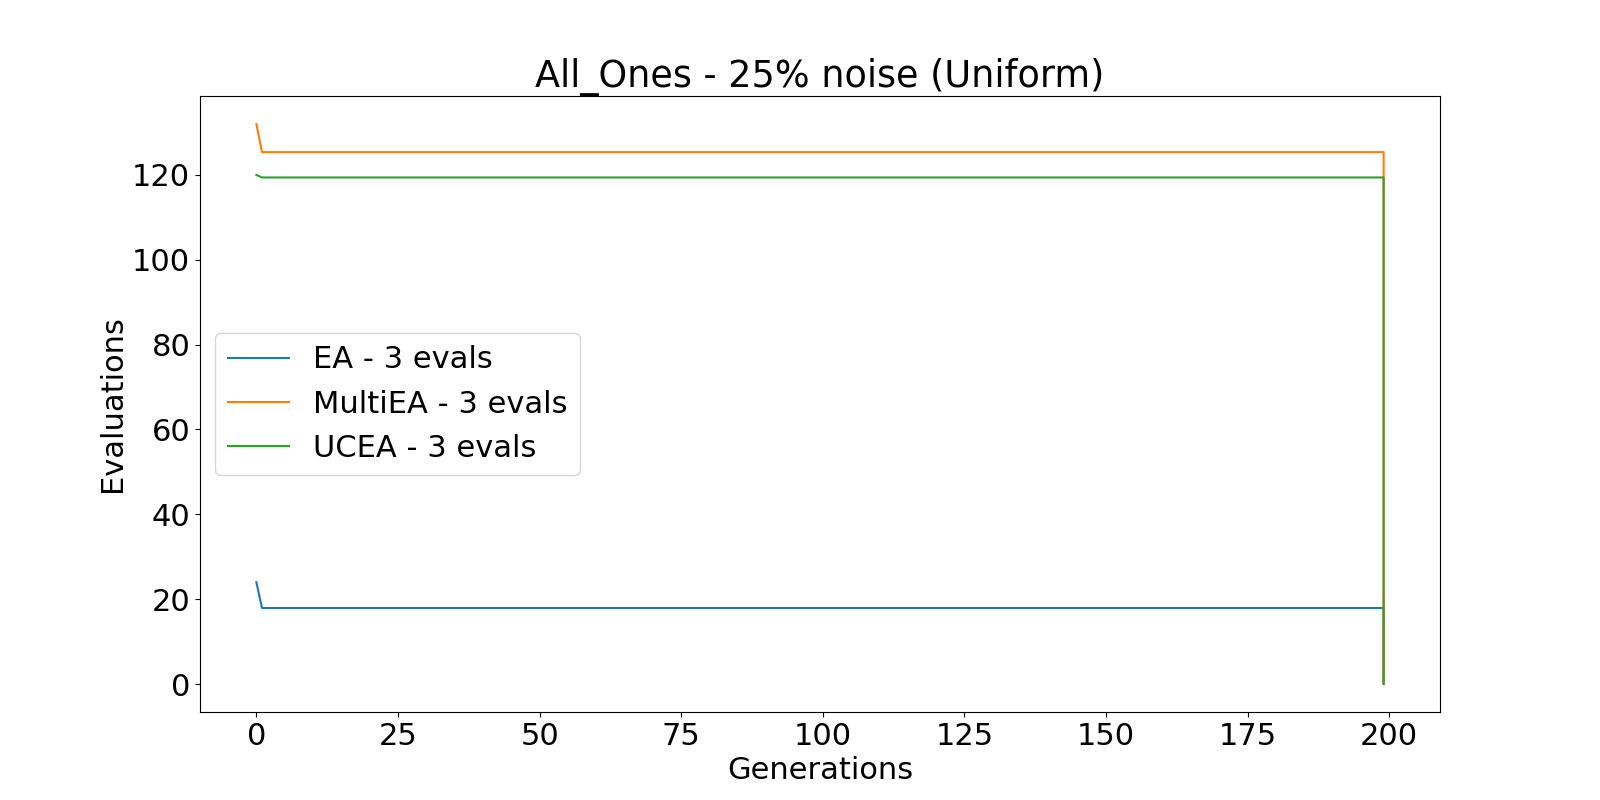 All_Ones - 25% noise (Uniform)
120
100
80
60
40
20
0
Evaluations
EA - 3 evals
MultiEA - 3 evals
UCEA - 3 evals
0 25 50 75 100 125 150 175 200
Generations